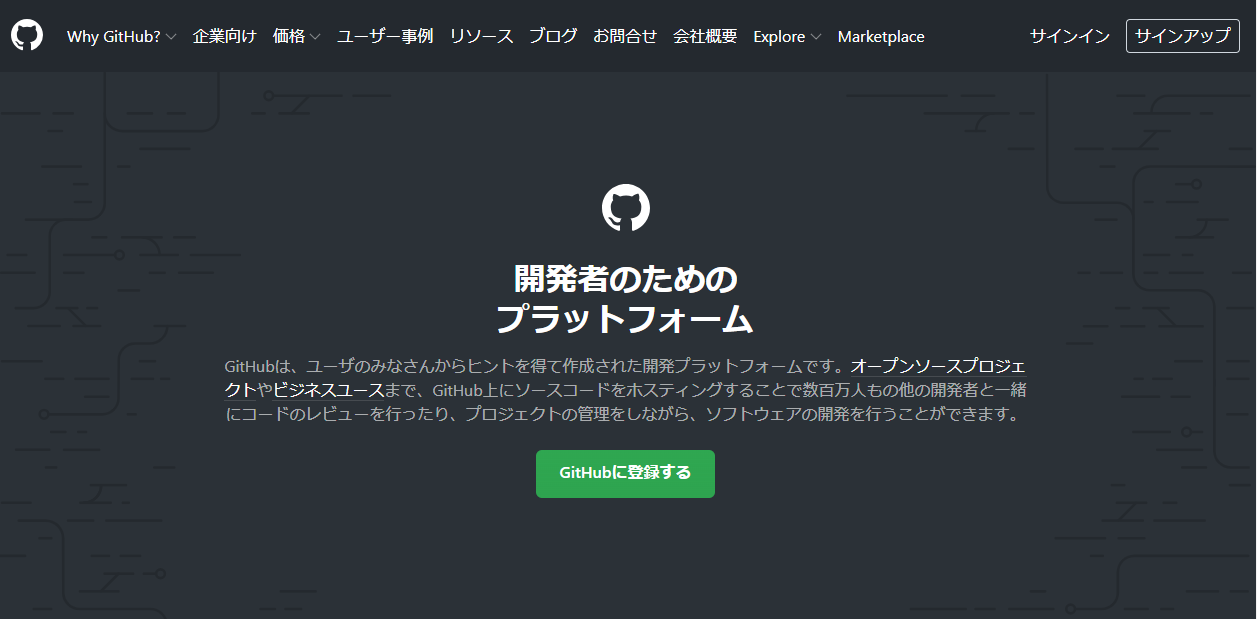 Why GitHub? 企業向け 価格 ユーザー事例 リソース ブログ お問合せ 会社概要 Explore Marketplace サインイン サインアップ
開発者のための
プラットフォーム
GitHubは、ユーザのみなさんからヒントを得て作成された開発プラットフォームです。オープンソースプロジェ
クトやビジネスユースまで、GitHub上にソースコードをホスティングすることで数百万人もの他の開発者と一緒
にコードのレビューを行ったり、プロジェクトの管理をしながら、ソフトウェアの開発を行うことができます。
GitHubに登録する